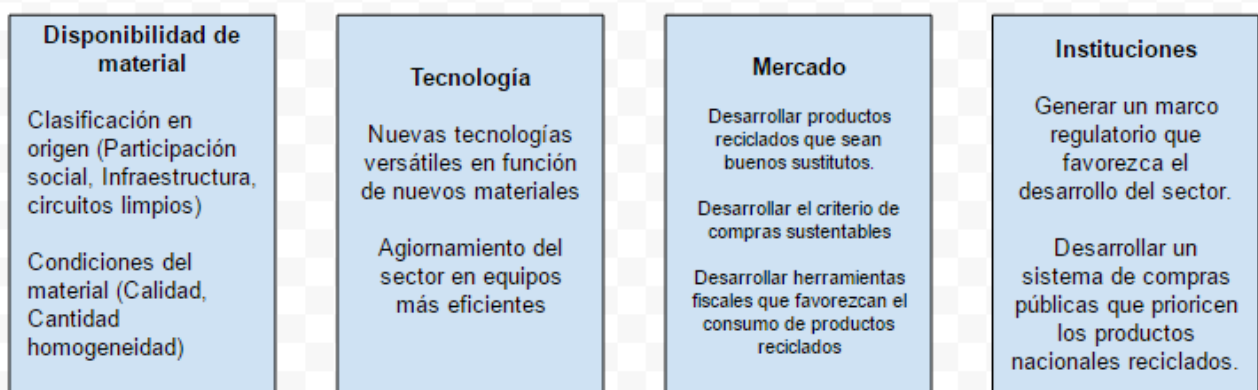 Disponibilidad de
material
Clasificación en
origen (Participación
social, Infraestructura,
circuitos limpios)
Condiciones del
material (Calidad,
Cantidad
homogeneidad)
Tecnología
Nuevas tecnologías
versátiles en función
de nuevos materiales
Agiornamiento del
sector en equipos
más eficientes
Mercado
Desarrollar productos
reciclados que sean
buenos sustitutos.
Desarrollar el criterio de
compras sustentables
Desarrollar herramientas
fiscales que favorezcan el
consumo de productos
reciclados
Instituciones
Generar un marco
regulatorio que
favorezca el
desarrollo del sector.
Desarrollar un
sistema de compras
públicas que prioricen
los productos
nacionales reciclados.